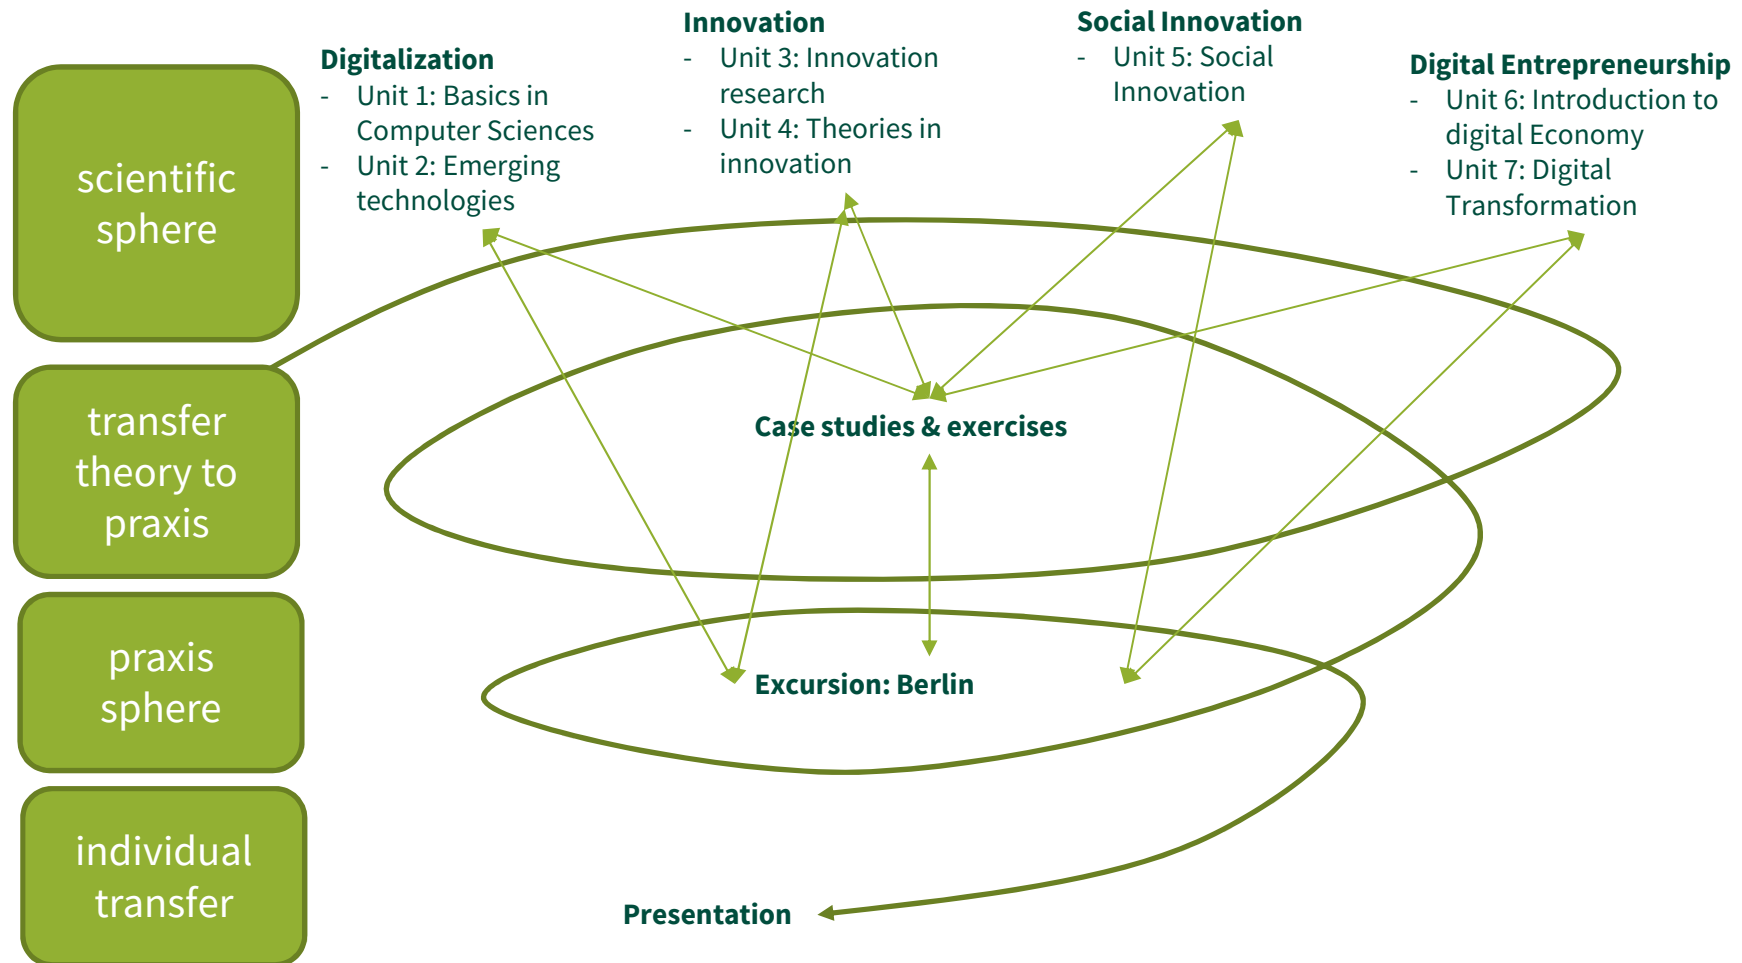 Digitalization
- Unit 1: Basics in
Computer Sciences
- Unit 2: Emerging
technologies
Innovation
- Unit 3: Innovation
research
- Unit 4: Theories in
innovation
Social Innovation
- Unit 5: Social
Innovation
Digital Entrepreneurship
- Unit 6: Introduction to
digital Economy
- Unit 7: Digital
Transformation
scientific
sphere
transfer
theory to
praxis
Case studies & exercises
praxis
sphere
Excursion: Berlin
individual
transfer
Presentation